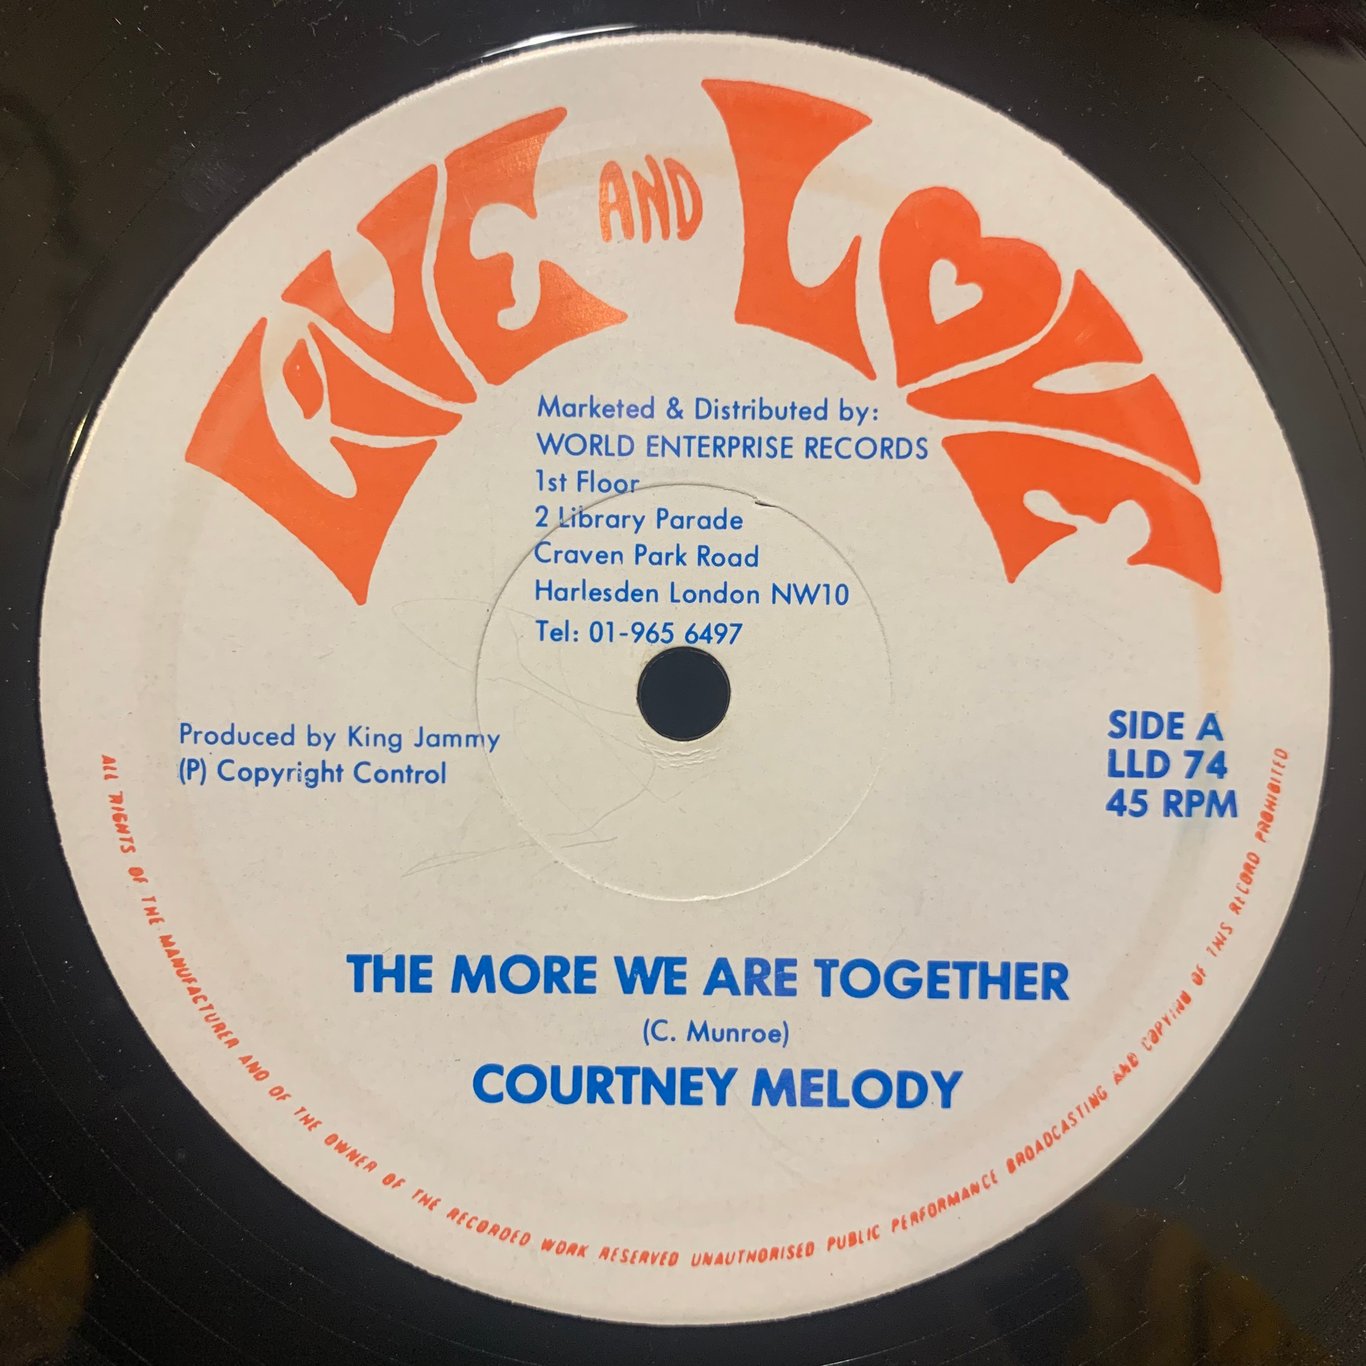 LIVE AND LOVE
Marketed & Distributed by:
WORLD ENTERPRISE RECORDS
1st Floor
2 Library Parade
Craven Park Road
Harlesden London NW10
Tel: 01-965 6497
Produced by King Jammy
(P) Copyright Control
SIDE A
LLD 74
45 RPM
THE MORE WE ARE TOGETHER
(C. Munroe)
COURTNEY MELODY
ALL RIGHTS OF THE MANUFACTURER AND OF THE OWNER OF THE RECORDED WORK RESERVED UNAUTHORISED PUBLIC PERFORMANCE BROADCASTING AND COPYING OF THIS RECORD PROHIBITED